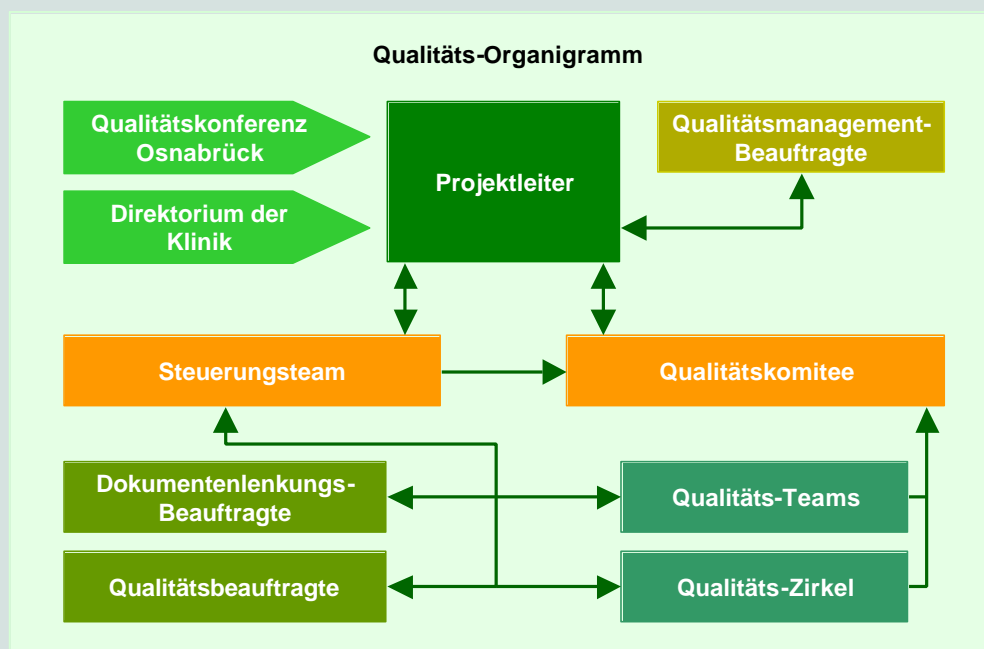 Qualitäts-Organigramm
Qualitätskonferenz
Osnabrück
Projektleiter
Qualitätsmanagement-
Beauftragte
Direktorium der
Klinik
Steuerungsteam
Qualitätskomitee
Dokumentenlenkungs-
Beauftragte
Qualitäts-Teams
Qualitätsbeauftragte
Qualitäts-Zirkel